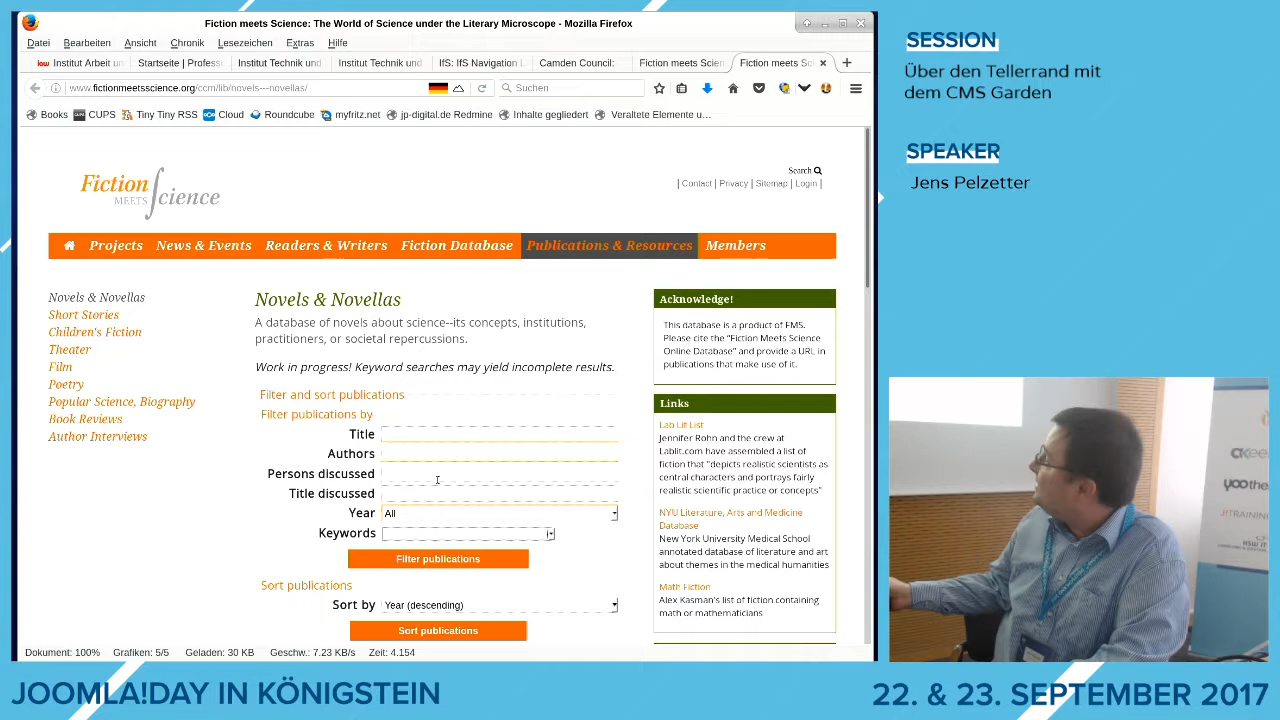 Fiction meets Science: The World of Science under the Literary Microscope - Mozilla Firefox
Datei Bearbeiten Ansicht Chronik Lesezeichen Extras Hilfe
Institut Arbeit un Startseite | Profess Institut Technik und Institut Technik und IfS: IfS Navigation L Camden Council: Fiction meets Scien Fiction meets Sci
www.fictionmeetsscience.org/ccm/lib/novels---novellas/
Suchen
Books CUPS Tiny Tiny RSS Cloud Roundcube myfritz.net jp-digital.de Redmine Inhalte gegliedert Veraltete Elemente u…
Fiction
MEETS
Science
Search
| Contact | Privacy | Sitemap | Login |
Projects News & Events Readers & Writers Fiction Database Publications & Resources Members
Novels & Novellas
Short Stories
Children's Fiction
Theater
Film
Poetry
Popular Science, Biography
Book Reviews
Author Interviews
Novels & Novellas
A database of novels about science--its concepts, institutions,
practitioners, or societal repercussions.
Work in progress! Keyword searches may yield incomplete results.
Filter and sort publications
Filter publications by
Title
Authors
Persons discussed
Title discussed
Year All
Keywords
Filter publications
Sort publications
Sort by Year (descending)
Sort publications
Acknowledge!
This database is a product of FMS.
Please cite the "Fiction Meets Science
Online Database" and provide a URL in
publications that make use of it.
Links
Lab Lit List
Jennifer Rohn and the crew at
Lablit.com have assembled a list of
fiction that "depicts realistic scientists as
central characters and portrays fairly
realistic scientific practice or concepts"
NYU Literature, Arts and Medicine
Database
New York University Medical School
annotated database of literature and art
about themes in the medical humanities
Math Fiction
Alex Kasman's list of fiction containing
math or mathematicians
Dokument: 100% Grafiken: 5/5 Geladen: 30 KB Geschw.: 7.23 KB/s Zeit: 4.154
SESSION
Über den Tellerrand mit
dem CMS Garden
SPEAKER
Jens Pelzetter
JOOMLA!DAY IN KÖNIGSTEIN
22. & 23. SEPTEMBER 2017